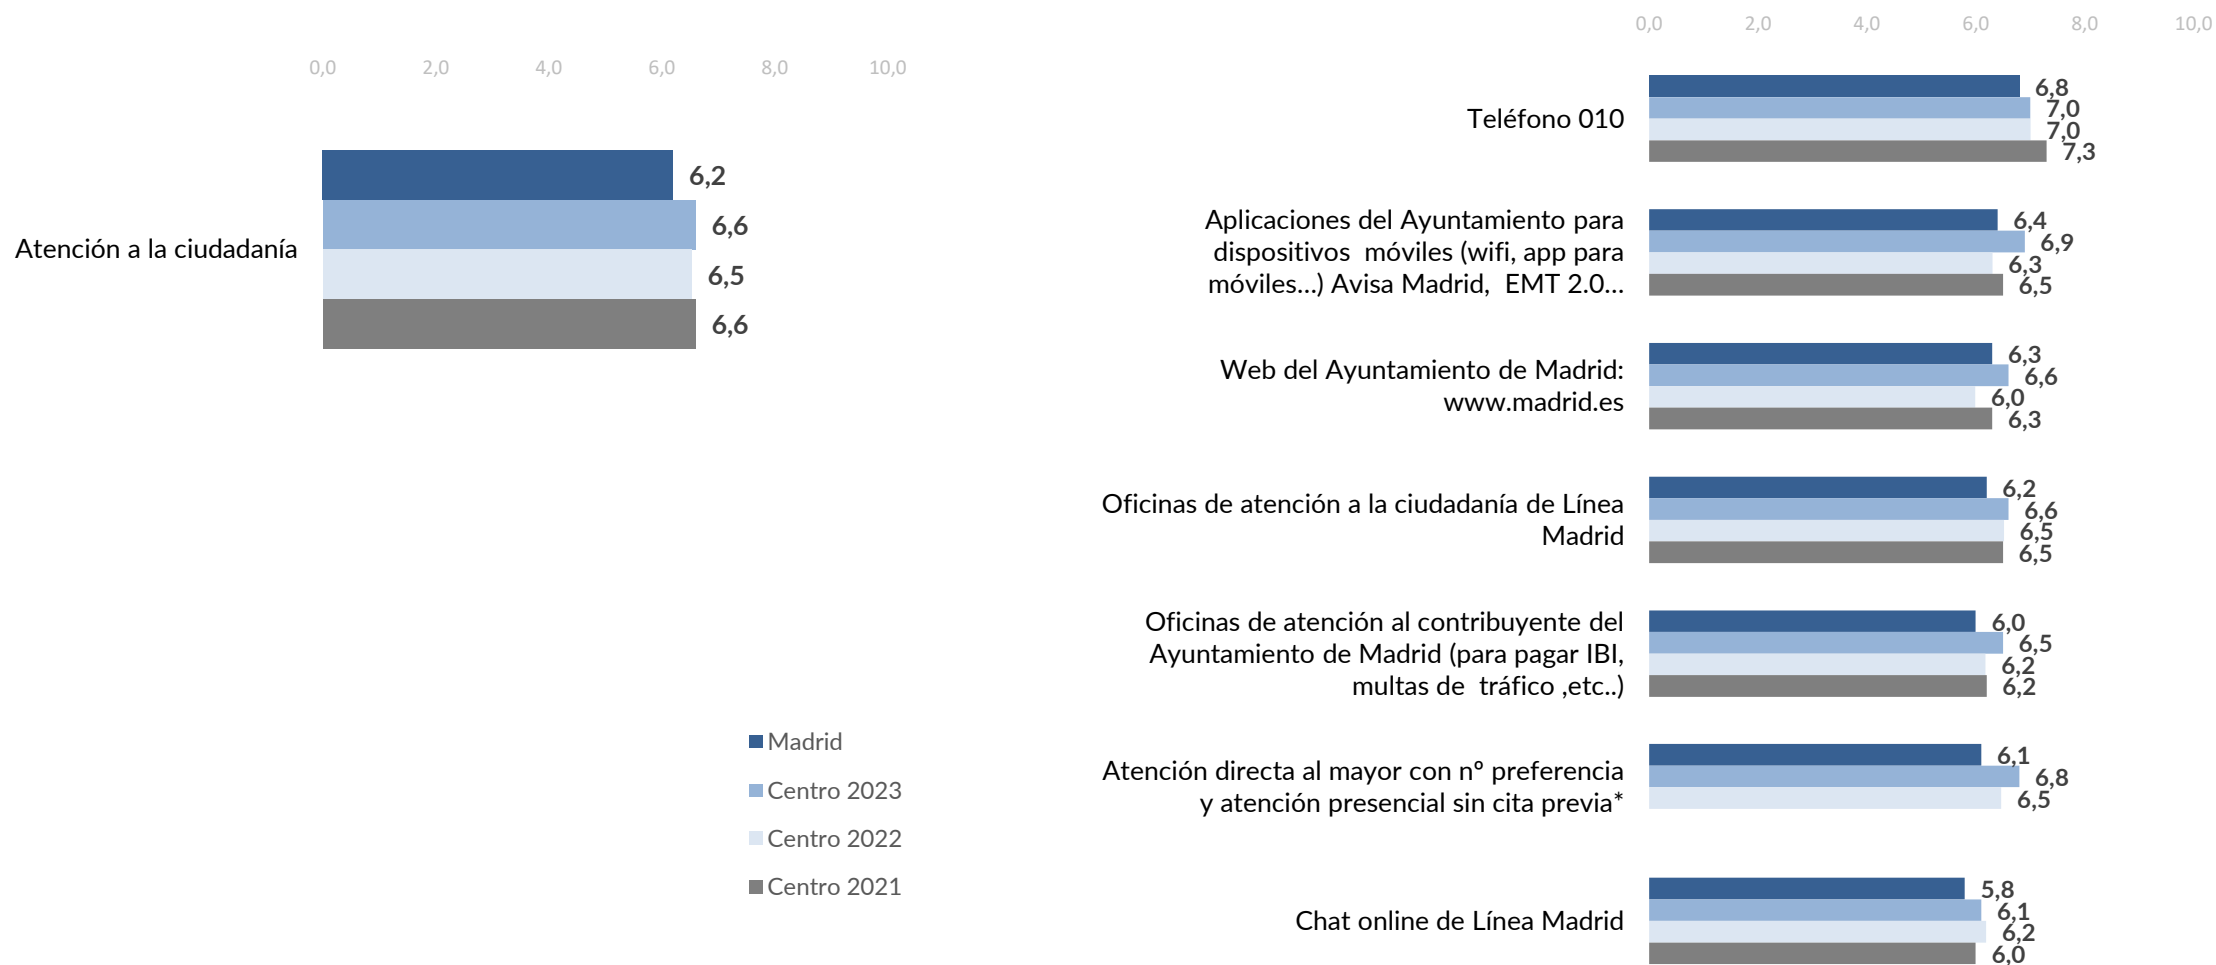 0,0 2,0 4,0 6,0 8,0 10,0
Atención a la ciudadanía
6,2
6,6
6,5
6,6
Madrid
Centro 2023
Centro 2022
Centro 2021
0,0 2,0 4,0 6,0 8,0 10,0
Teléfono 010
6,8
7,0
7,0
7,3
Aplicaciones del Ayuntamiento para
dispositivos  móviles (wifi, app para
móviles...) Avisa Madrid,  EMT 2.0...
6,4
6,9
6,3
6,5
Web del Ayuntamiento de Madrid:
www.madrid.es
6,3
6,6
6,0
6,3
Oficinas de atención a la ciudadanía de Línea
Madrid
6,2
6,6
6,5
6,5
Oficinas de atención al contribuyente del
Ayuntamiento de Madrid (para pagar IBI,
multas de  tráfico ,etc..)
6,0
6,5
6,2
6,2
Atención directa al mayor con nº preferencia
y atención presencial sin cita previa*
6,1
6,8
6,5
Chat online de Línea Madrid
5,8
6,1
6,2
6,0